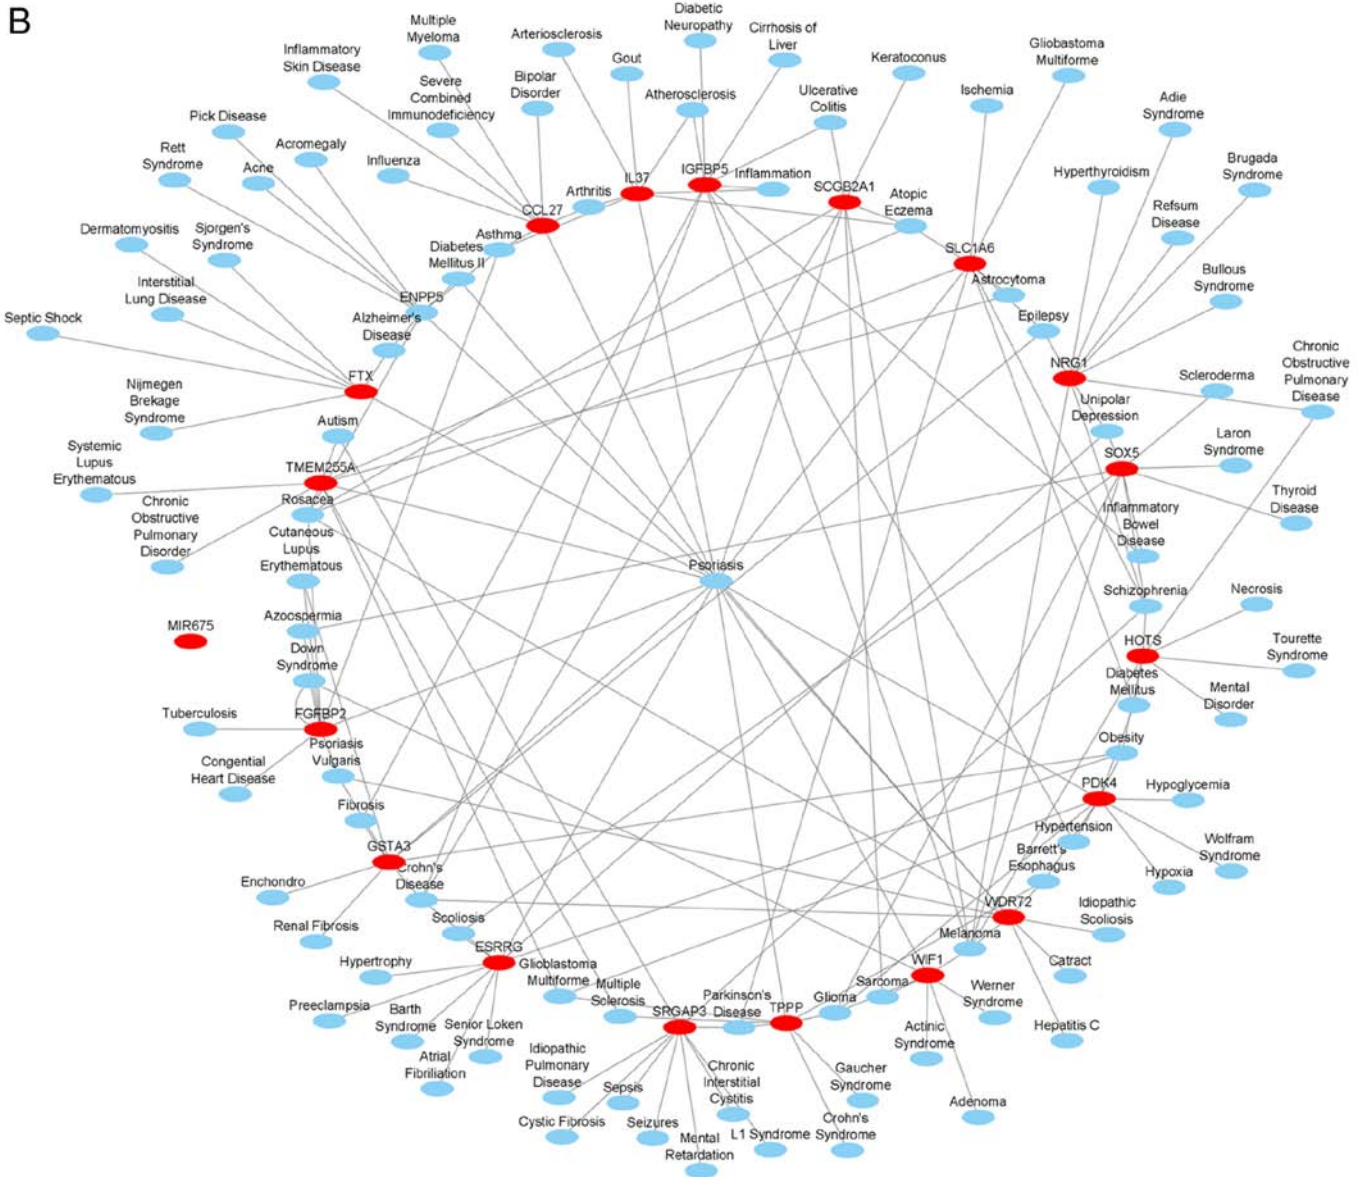 B
Multiple
Myeloma
Inflammatory
Skin Disease
Severe
Combined
Immunodeficiency
Arteriosclerosis
Bipolar
Disorder
Gout
Diabetic
Neuropathy
Cirrhosis of
Liver
Atherosclerosis
Ulcerative
Colitis
Keratoconus
Ischemia
Gliobastoma
Multiforme
Adie
Syndrome
Hyperthyroidism
Brugada
Syndrome
Refsum
Disease
Bullous
Syndrome
Pick Disease
Rett
Syndrome
Acne
Acromegaly
Influenza
Arthritis
IL37
IGFBP5
Inflammation
SCGB2A1
Atopic
Eczema
CCL27
Asthma
Diabetes
Mellitus II
ENPP5
Alzheimer's
Disease
Dermatomyositis
Sjorgen's
Syndrome
Interstitial
Lung Disease
Septic Shock
Nijmegen
Brekage
Syndrome
FTX
SLC1A6
Astrocytoma
Epilepsy
NRG1
Unipolar
Depression
Scleroderma
Chronic
Obstructive
Pulmonary
Disease
SOX5
Laron
Syndrome
Thyroid
Disease
Inflammatory
Bowel
Disease
Schizophrenia
Autism
TMEM255A
Systemic
Lupus
Erythematous
Chronic
Obstructive
Pulmonary
Disorder
Rosacea
Cutaneous
Lupus
Erythematous
Psoriasis
MIR675
Azoospermia
Down
Syndrome
Tuberculosis
FGFBP2
Congential
Heart Disease
Psoriasis
Vulgaris
Fibrosis
GSTA3
Crohn's
Disease
Enchondro
Renal Fibrosis
Scoliosis
ESRRG
Necrosis
HOTS
Tourette
Syndrome
Mental
Disorder
Diabetes
Mellitus
Obesity
PDK4
Hypoglycemia
Wolfram
Syndrome
Hypoxia
Hypertension
Barrett's
Esophagus
WDR72
Idiopathic
Scoliosis
Catract
Hepatitis C
Melanoma
WIF1
Werner
Syndrome
Actinic
Syndrome
Adenoma
Sarcoma
Glioma
TPPP
Parkinson's
Disease
SRGAP3
Multiple
Sclerosis
Glioblastoma
Multiforme
Hypertrophy
Preeclampsia
Barth
Syndrome
Atrial
Fibriliation
Senior Loken
Syndrome
Idiopathic
Pulmonary
Disease
Cystic Fibrosis
Sepsis
Seizures
Mental
Retardation
Chronic
Interstitial
Cystitis
L1 Syndrome
Crohn's
Syndrome
Gaucher
Syndrome